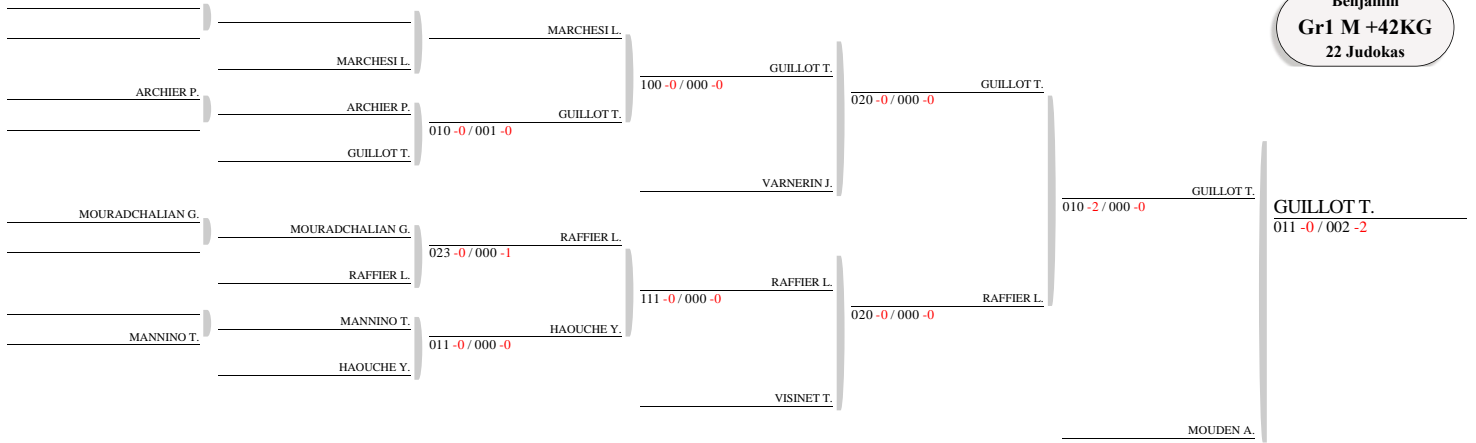 Benjamin
Gr1 M +42KG
22 Judokas
MARCHESI L.
MARCHESI L.
GUILLOT T.
100 -0 / 000 -0
GUILLOT T.
020 -0 / 000 -0
ARCHIER P.
ARCHIER P.
GUILLOT T.
010 -0 / 001 -0
GUILLOT T.
VARNERIN J.
GUILLOT T.
010 -2 / 000 -0
GUILLOT T.
011 -0 / 002 -2
MOURADCHALIAN G.
MOURADCHALIAN G.
RAFFIER L.
023 -0 / 000 -1
RAFFIER L.
RAFFIER L.
111 -0 / 000 -0
RAFFIER L.
020 -0 / 000 -0
MANNINO T.
MANNINO T.
HAOUCHE Y.
011 -0 / 000 -0
HAOUCHE Y.
VISINET T.
MOUDEN A.